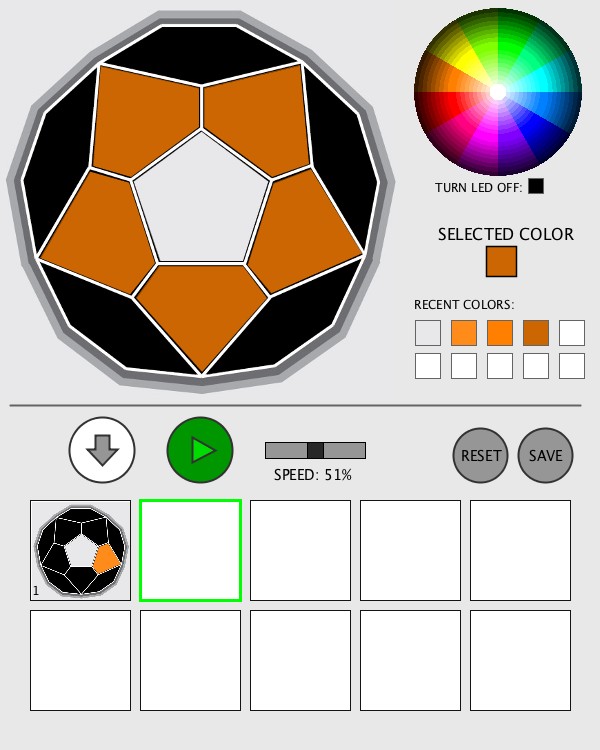 TURN LED OFF:
SELECTED COLOR
RECENT COLORS:
SPEED: 51%
RESET
SAVE
1